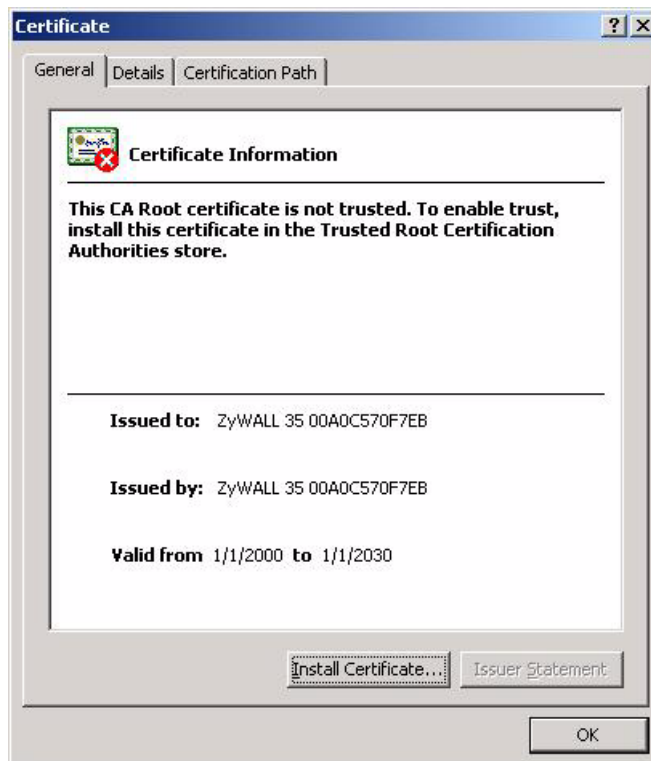 Certificate
General Details Certification Path
Certificate Information
This CA Root certificate is not trusted. To enable trust,
install this certificate in the Trusted Root Certification
Authorities store.
Issued to: ZyWALL 35 00A0C570F7EB
Issued by: ZyWALL 35 00A0C570F7EB
Valid from 1/1/2000 to 1/1/2030
Install Certificate... Issuer Statement
OK